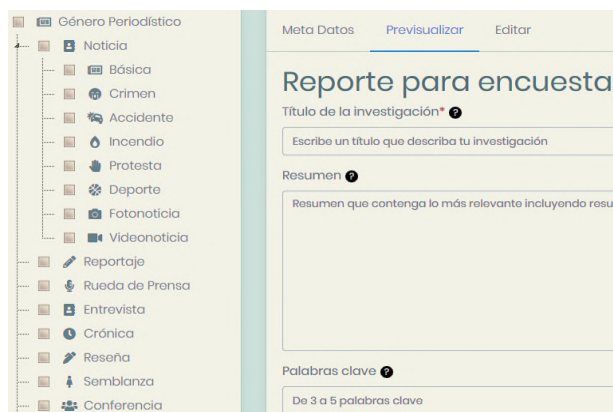 Género Periodístico
Noticia
Básica
Crimen
Accidente
Incendio
Protesta
Deporte
Fotonoticia
Videonoticia
Reportaje
Rueda de Prensa
Entrevista
Crónica
Reseña
Semblanza
Conferencia
Meta Datos Previsualizar Editar
Reporte para encuesta
Título de la investigación* ?
Escribe un título que describa tu investigación
Resumen ?
Resumen que contenga lo más relevante incluyendo resu
Palabras clave ?
De 3 a 5 palabras clave